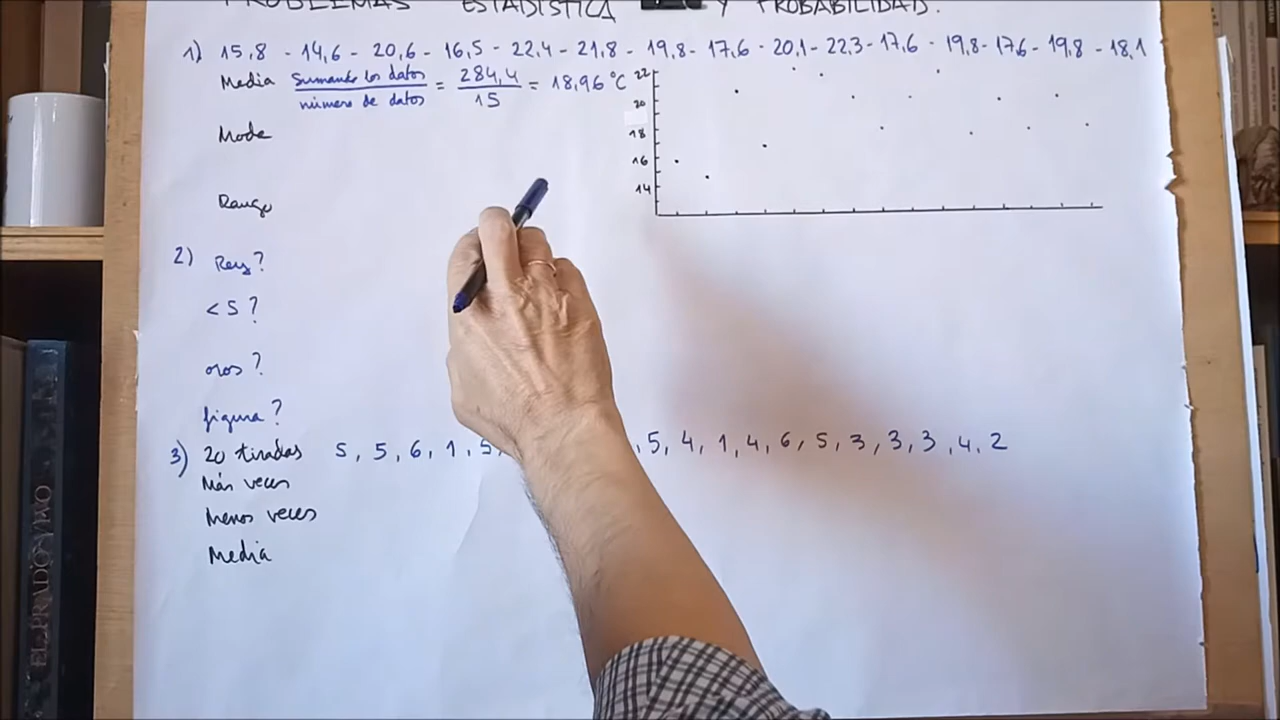 PROBLEMAS ESTADÍSTICA Y PROBABILIDAD.
1) 15,8 - 14,6 - 20,6 - 16,5 - 22,4 - 21,8 - 19,8 - 17,6 - 20,1 - 22,3 - 17,6 - 19,8 - 17,6 - 19,8 - 18,1
Media Sumando los datos / número de datos = 284,4 / 15 = 18,96 °C
22
20
18
16
14
Moda
Rango
2) Rey?
< 5 ?
oros ?
figura ?
3) 20 tiradas 5, 5, 6, 1, 5, , 5, 4, 1, 4, 6, 5, 3, 3, 3, 4, 2
Más veces
Menos veces
Media
EL PRADO VIVO